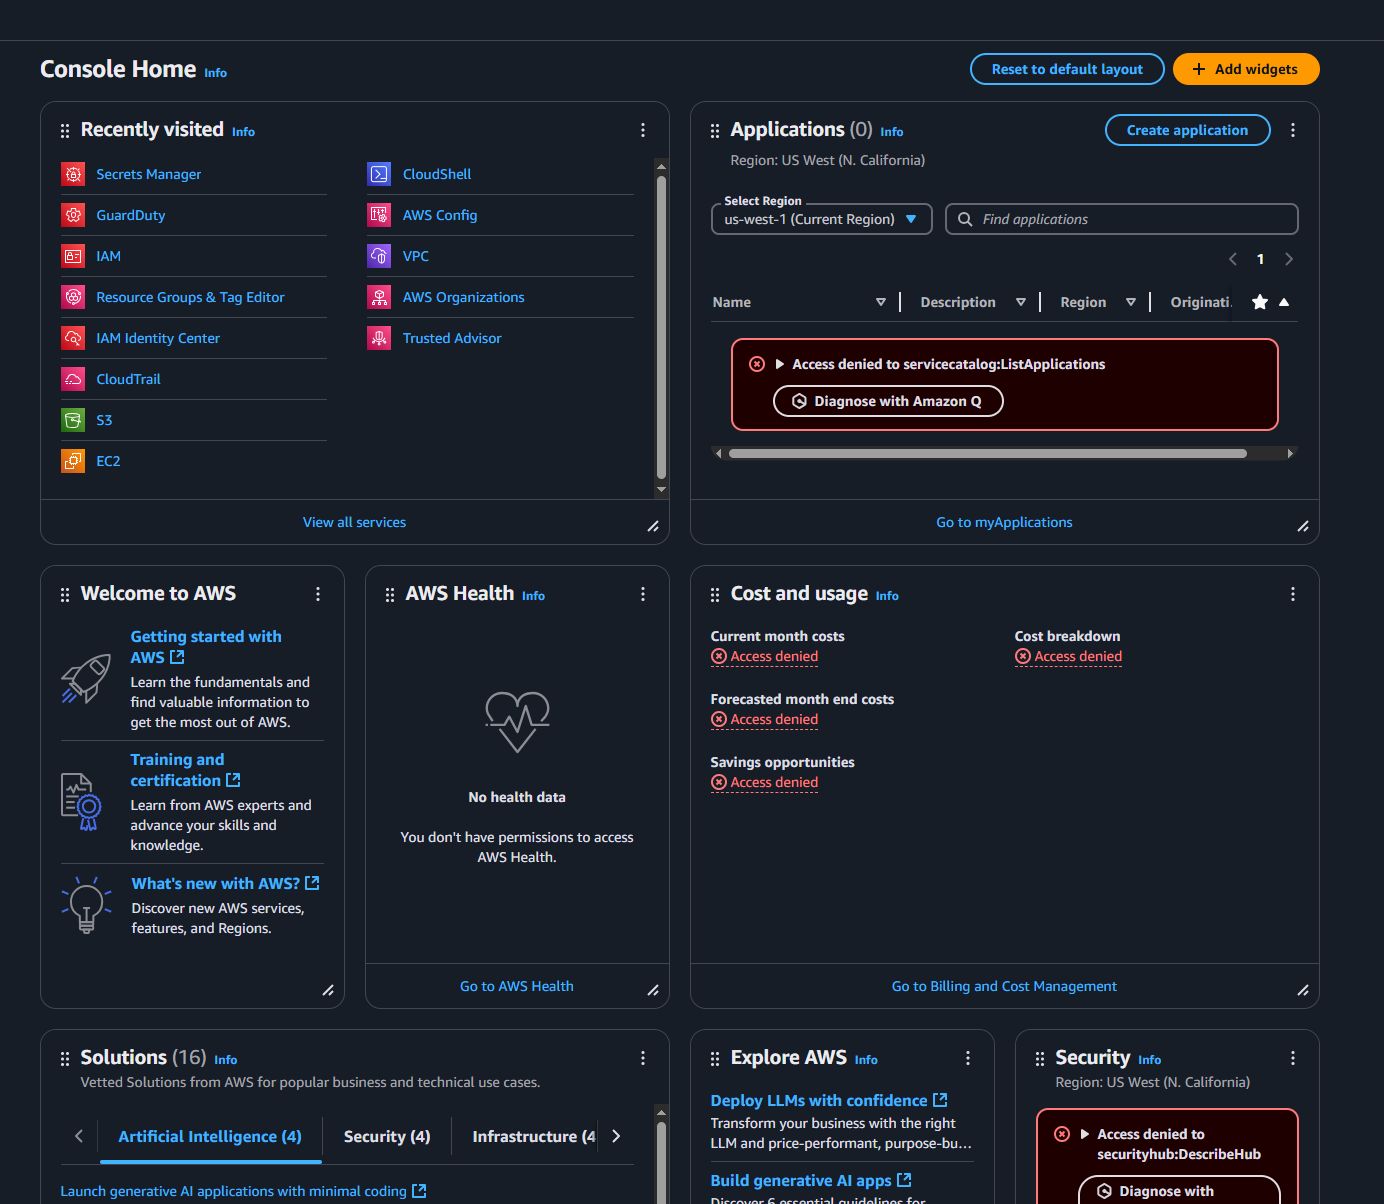 Console Home Info
Reset to default layout
Add widgets
Recently visited Info
Secrets Manager
GuardDuty
IAM
Resource Groups & Tag Editor
IAM Identity Center
CloudTrail
S3
EC2
CloudShell
AWS Config
VPC
AWS Organizations
Trusted Advisor
View all services
Applications (0) Info
Create application
Region: US West (N. California)
Select Region
us-west-1 (Current Region)
Find applications
1
Name
Description
Region
Originati
Access denied to servicecatalog:ListApplications
Diagnose with Amazon Q
Go to myApplications
Welcome to AWS
Getting started with
AWS
Learn the fundamentals and
find valuable information to
get the most out of AWS.
Training and
certification
Learn from AWS experts and
advance your skills and
knowledge.
What's new with AWS?
Discover new AWS services,
features, and Regions.
AWS Health Info
No health data
You don't have permissions to access
AWS Health.
Go to AWS Health
Cost and usage Info
Current month costs
Access denied
Forecasted month end costs
Access denied
Savings opportunities
Access denied
Cost breakdown
Access denied
Go to Billing and Cost Management
Solutions (16) Info
Vetted Solutions from AWS for popular business and technical use cases.
Artificial Intelligence (4)
Security (4)
Infrastructure (4
Launch generative AI applications with minimal coding
Explore AWS Info
Deploy LLMs with confidence
Transform your business with the right
LLM and price-performant, purpose-bu...
Build generative AI apps
Discover 6 essential guidelines for
Security Info
Region: US West (N. California)
Access denied to
securityhub:DescribeHub
Diagnose with